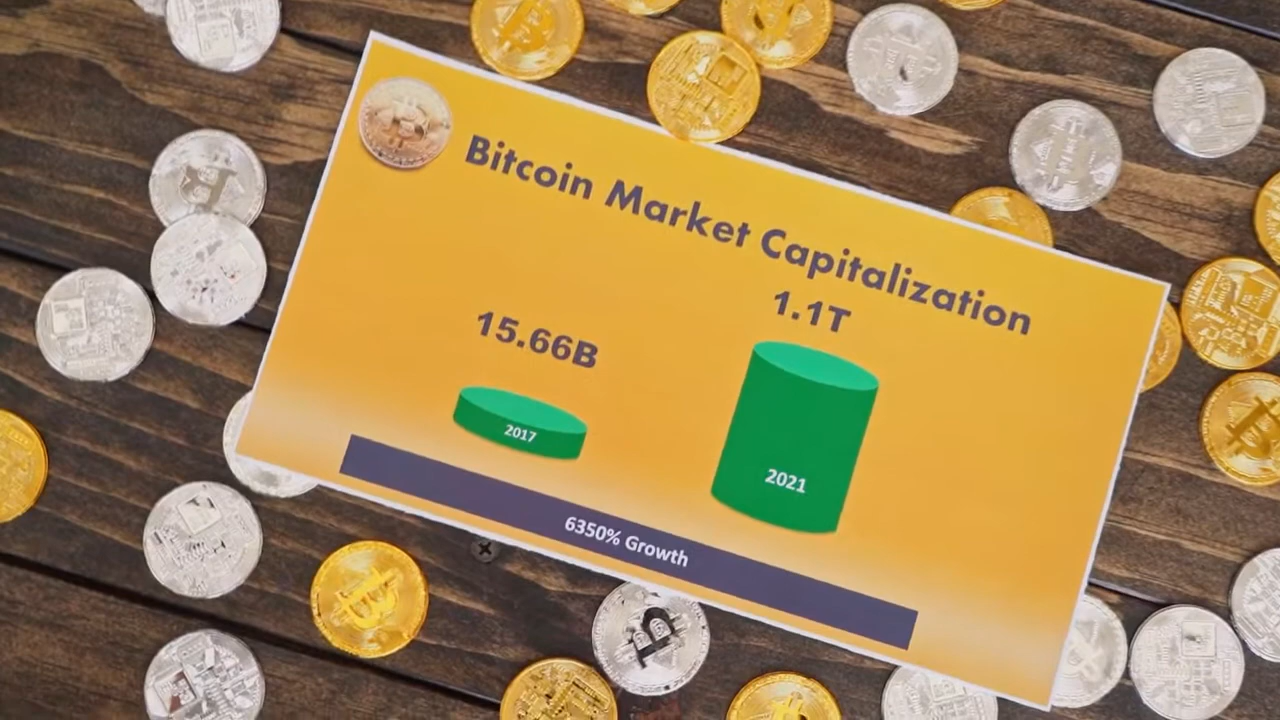 Bitcoin Market Capitalization
15.66B
1.1T
2017
2021
6350% Growth